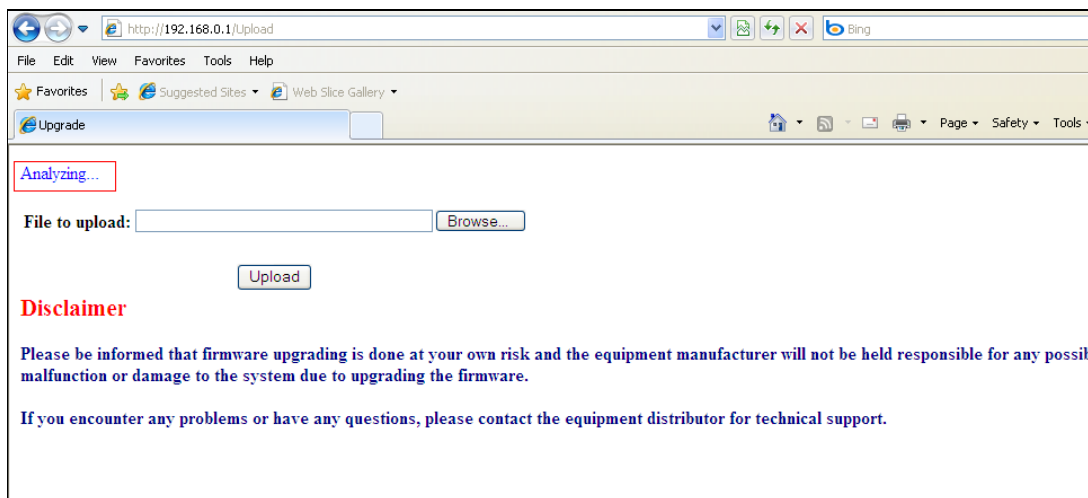 http://192.168.0.1/Upload
Bing
File Edit View Favorites Tools Help
Favorites Suggested Sites Web Slice Gallery
Upgrade Page Safety Tools
Analyzing...
File to upload: Browse...
Upload
Disclaimer
Please be informed that firmware upgrading is done at your own risk and the equipment manufacturer will not be held responsible for any
malfunction or damage to the system due to upgrading the firmware.
If you encounter any problems or have any questions, please contact the equipment distributor for technical support.